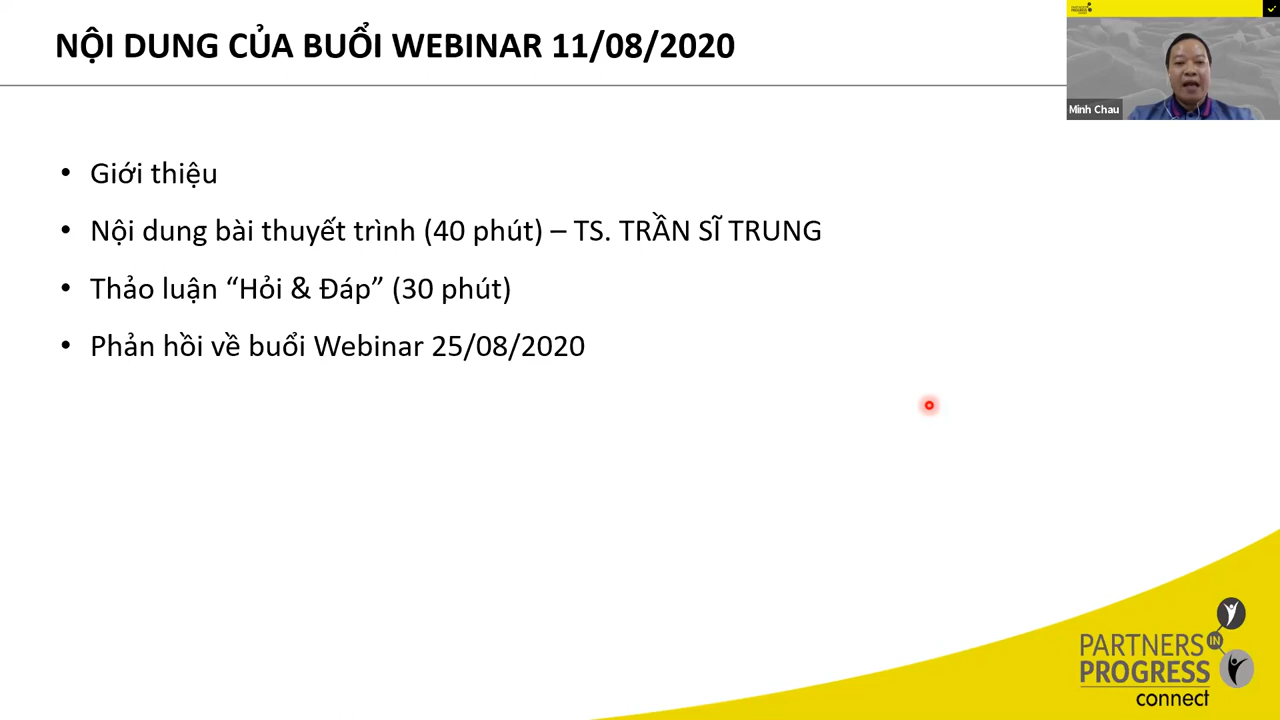 NỘI DUNG CỦA BUỔI WEBINAR 11/08/2020
Minh Chau
• Giới thiệu
• Nội dung bài thuyết trình (40 phút) – TS. TRẦN SĨ TRUNG
• Thảo luận “Hỏi & Đáp” (30 phút)
• Phản hồi về buổi Webinar 25/08/2020
PARTNERS IN
PROGRESS
connect